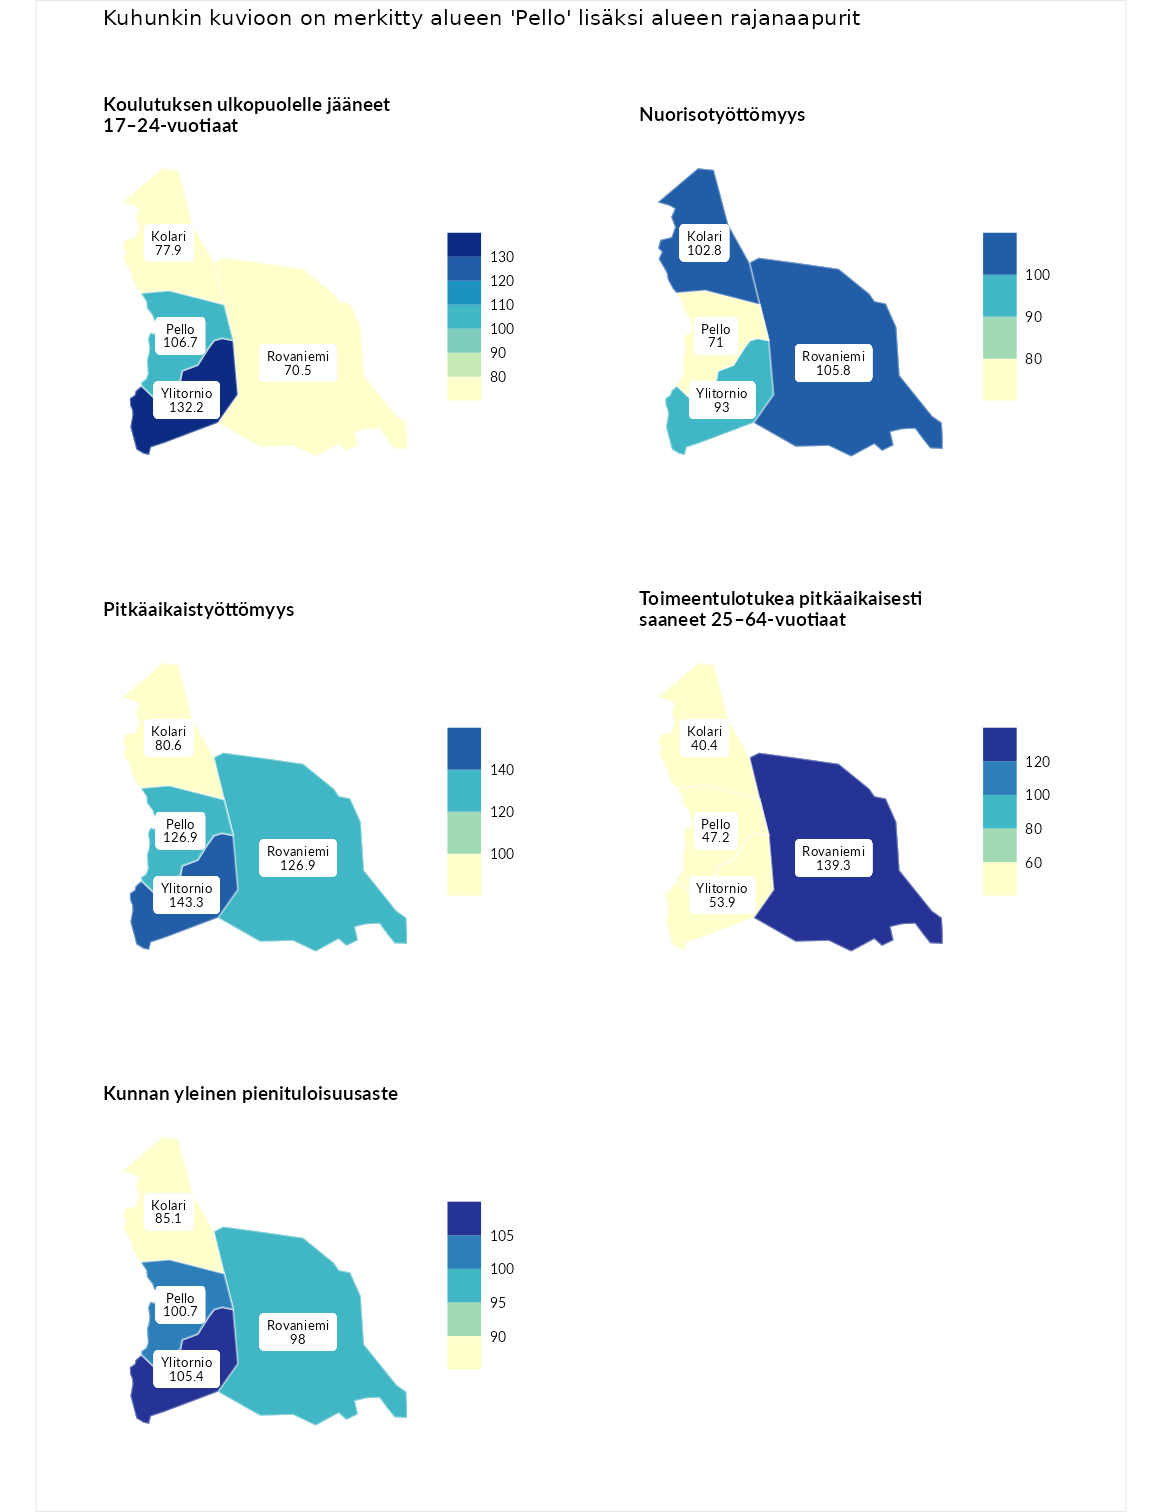 Kuhunkin kuvioon on merkitty alueen 'Pello' lisäksi alueen rajanaapurit
Koulutuksen ulkopuolelle jääneet
17–24-vuotiaat
Kolari
77.9
Pello
106.7
Rovaniemi
70.5
Ylitornio
132.2
130
120
110
100
90
80
Nuorisotyöttömyys
Kolari
102.8
Pello
71
Rovaniemi
105.8
Ylitornio
93
100
90
80
Pitkäaikaistyöttömyys
Kolari
80.6
Pello
126.9
Rovaniemi
126.9
Ylitornio
143.3
140
120
100
Toimeentulotukea pitkäaikaisesti
saaneet 25–64-vuotiaat
Kolari
40.4
Pello
47.2
Rovaniemi
139.3
Ylitornio
53.9
120
100
80
60
Kunnan yleinen pienituloisuusaste
Kolari
85.1
Pello
100.7
Rovaniemi
98
Ylitornio
105.4
105
100
95
90